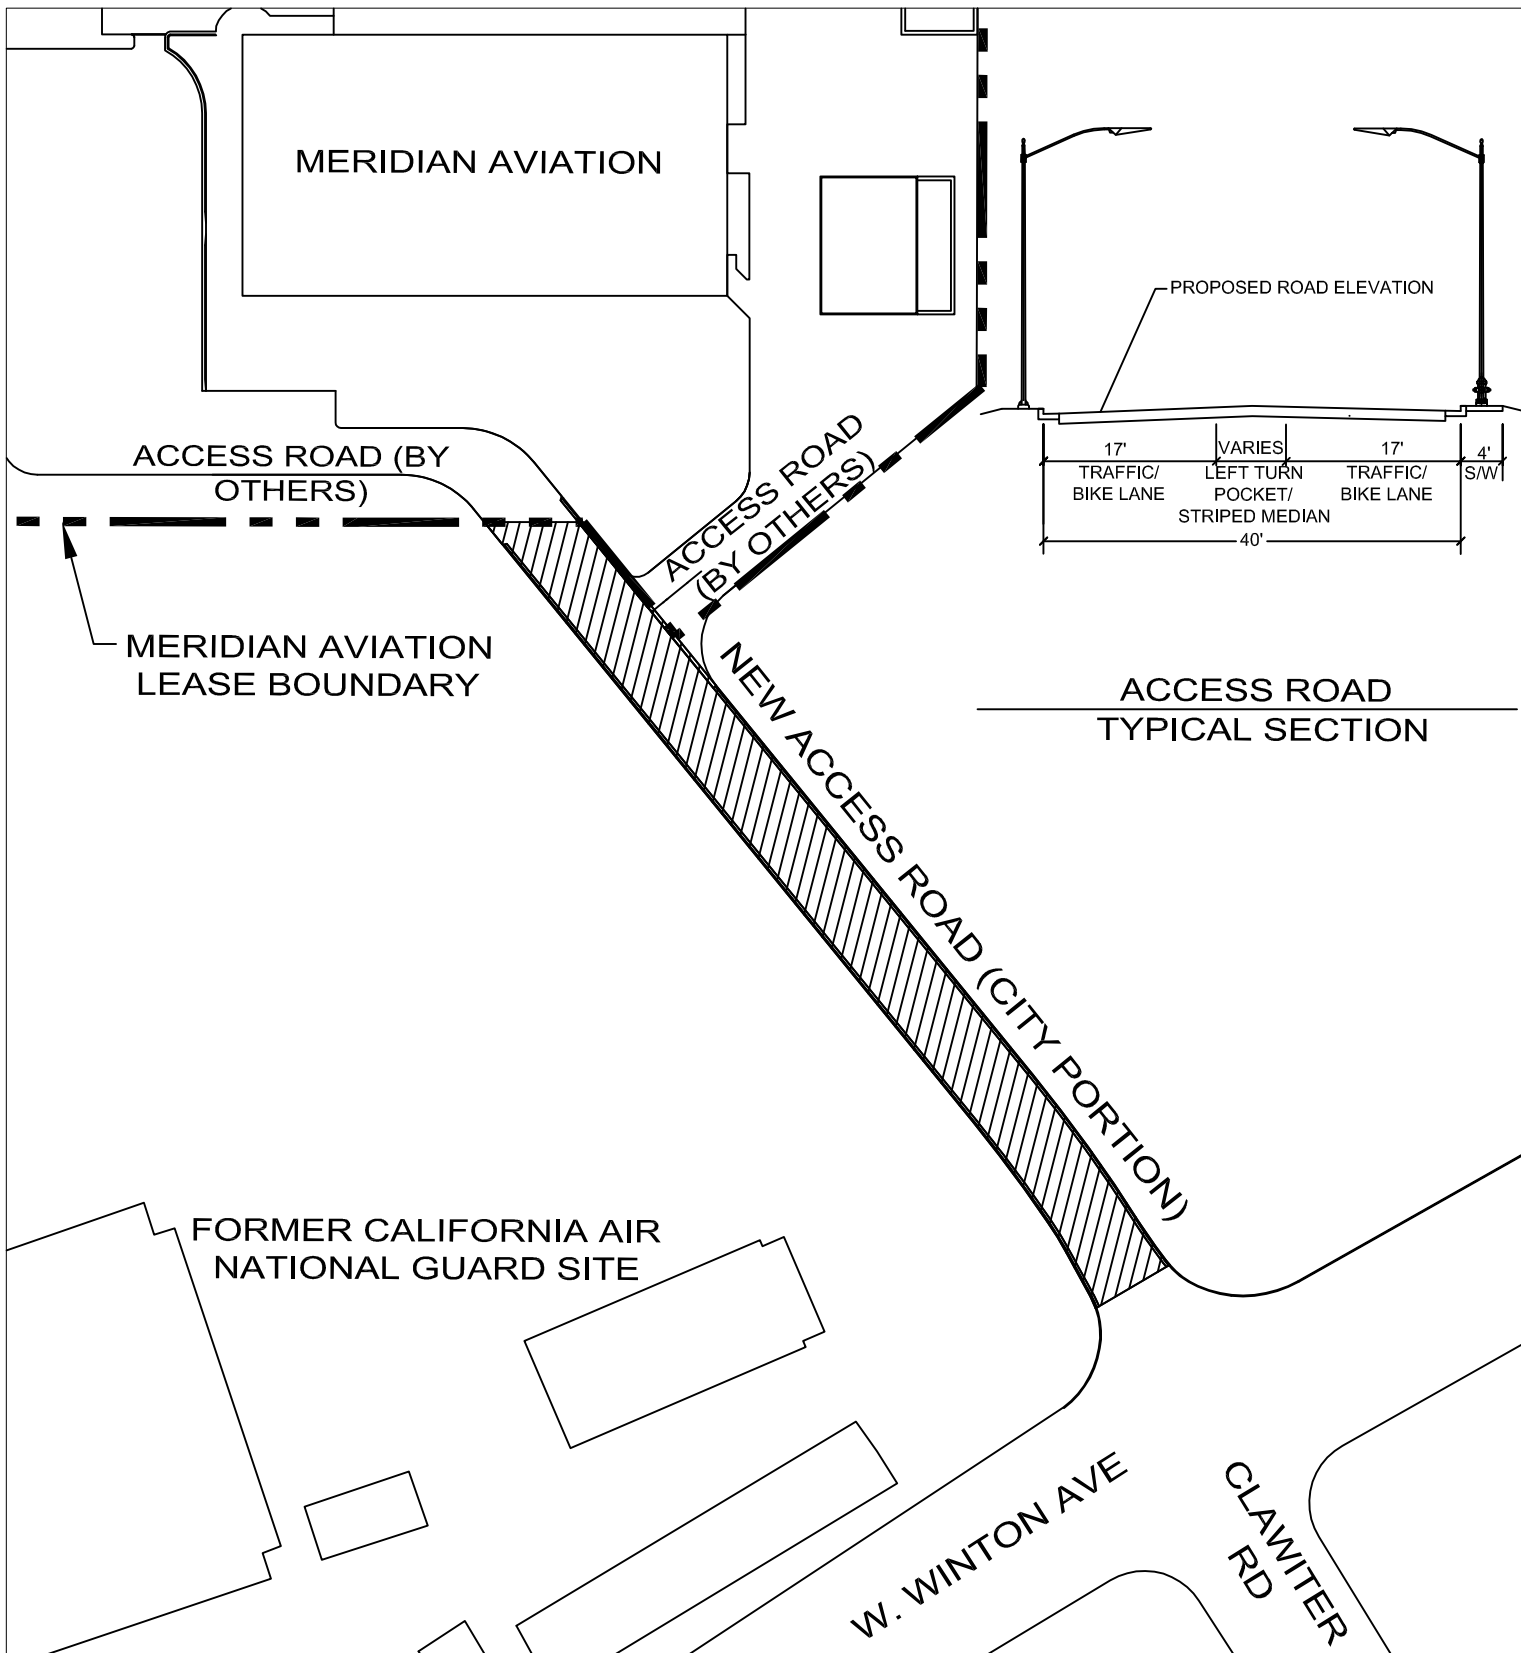 MERIDIAN AVIATION
PROPOSED ROAD ELEVATION
17'
VARIES
17'
4'
TRAFFIC/
BIKE LANE
LEFT TURN
POCKET/
STRIPED MEDIAN
TRAFFIC/
BIKE LANE
S/W
40'
ACCESS ROAD (BY
OTHERS)
ACCESS ROAD
(BY OTHERS)
MERIDIAN AVIATION
LEASE BOUNDARY
ACCESS ROAD
TYPICAL SECTION
NEW ACCESS ROAD (CITY PORTION)
FORMER CALIFORNIA AIR
NATIONAL GUARD SITE
W. WINTON AVE
CLAWITER
RD